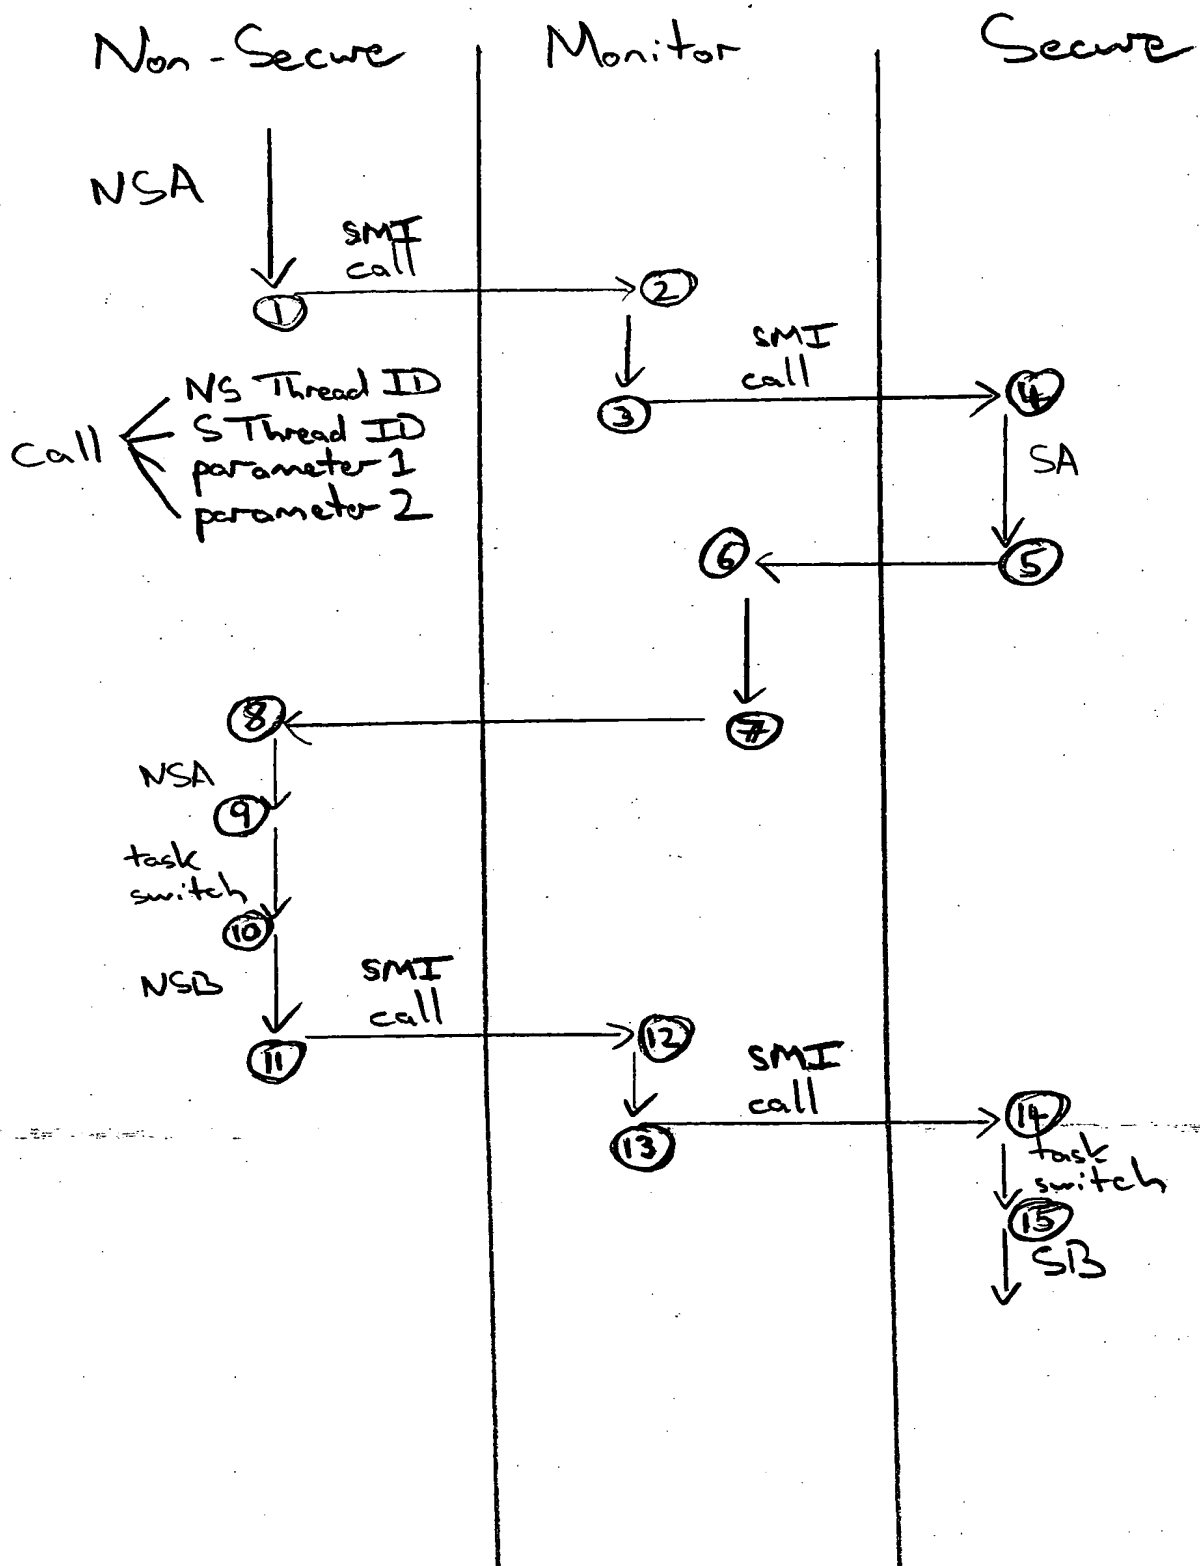 Non-Secure
Monitor
Secure
NSA
SMI
call
1
2
SMI
call
3
4
NS Thread ID
S Thread ID
call
parameter 1
parameter 2
SA
6
5
8
7
NSA
9
task
switch
10
NSB
SMI
call
11
12
SMI
call
13
14
task
switch
15
SB